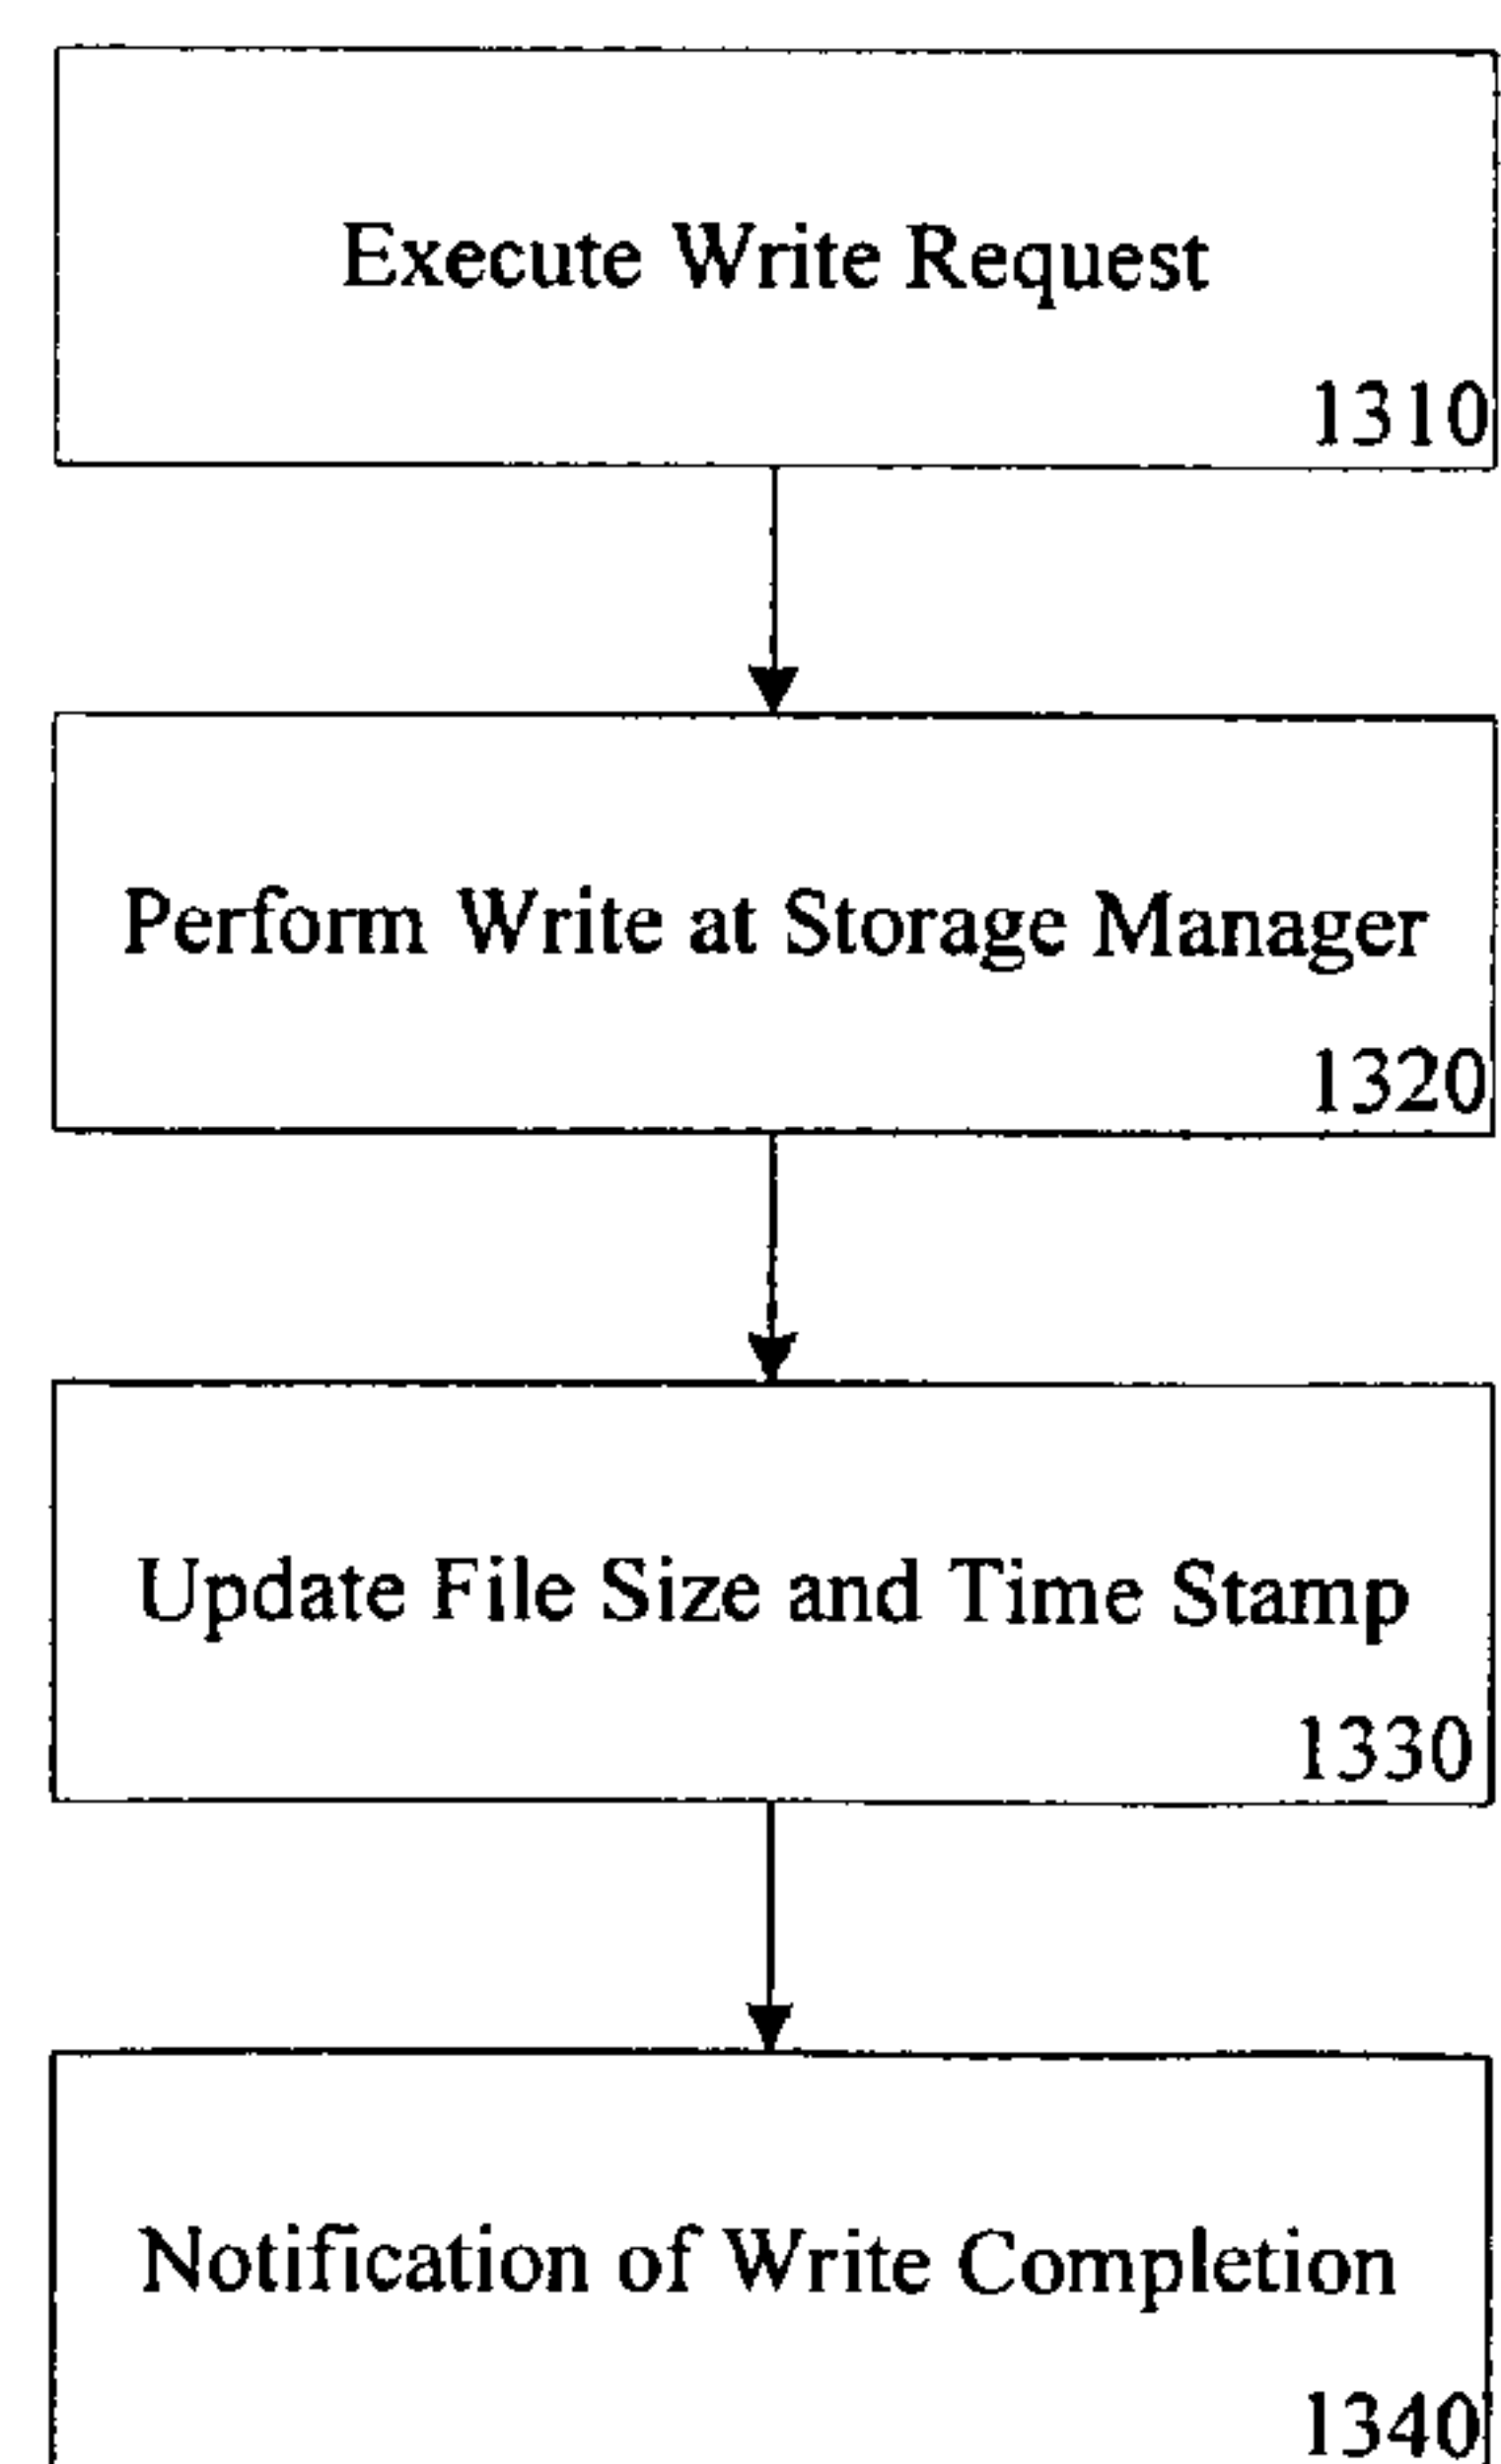 Execute Write Request
1310
Perform Write at Storage Manager
1320
Update File Size and Time Stamp
1330
Notification of Write Completion
1340